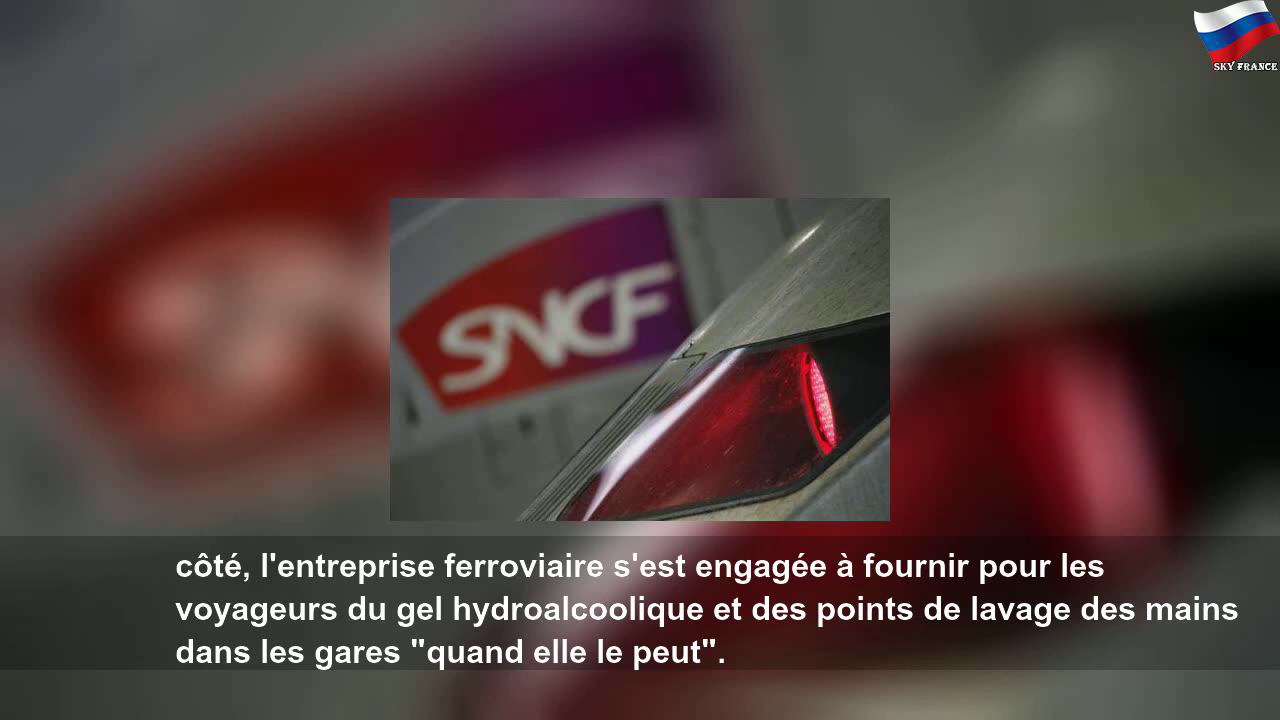 SKY FRANCE
SNCF
côté, l'entreprise ferroviaire s'est engagée à fournir pour les
voyageurs du gel hydroalcoolique et des points de lavage des mains
dans les gares "quand elle le peut".